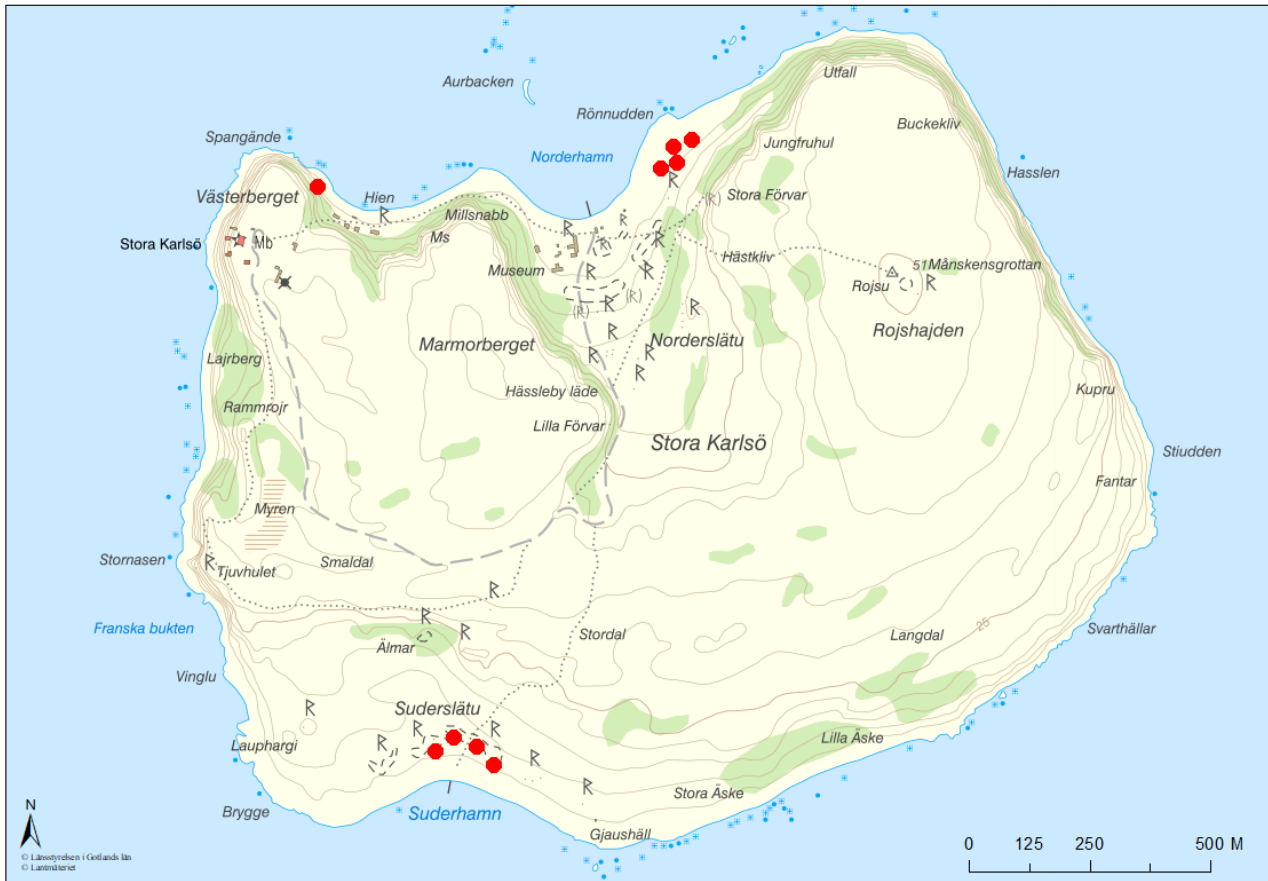 Aurbacken
Utfall
Rönnudden
Buckekliv
Spangände
Jungfruhul
Norderhamn
Hasslen
Västerberget
Hien
Stora Förvar
(R)
Millsnabb
Stora Karlsö
Mb
Ms
Hästkliv
Museum
51
Månskensgrottan
Rojsu
(R)
(R)
Rojshajden
Marmorberget
Norderslätu
Lajrberg
Hässleby läde
Kupru
Rammrojr
Lilla Förvar
Stora Karlsö
Stiudden
Fantar
Myren
Stornasen
Smaldal
Tjuvhulet
Franska bukten
25
Svarthällar
Stordal
Langdal
Älmar
Vinglu
Suderslätu
Lauphargi
Lilla Äske
Stora Äske
Brygge
Suderhamn
N
Gjaushäll
0 125 250 500 M
© Länsstyrelsen i Gotlands län
© Lantmäteriet